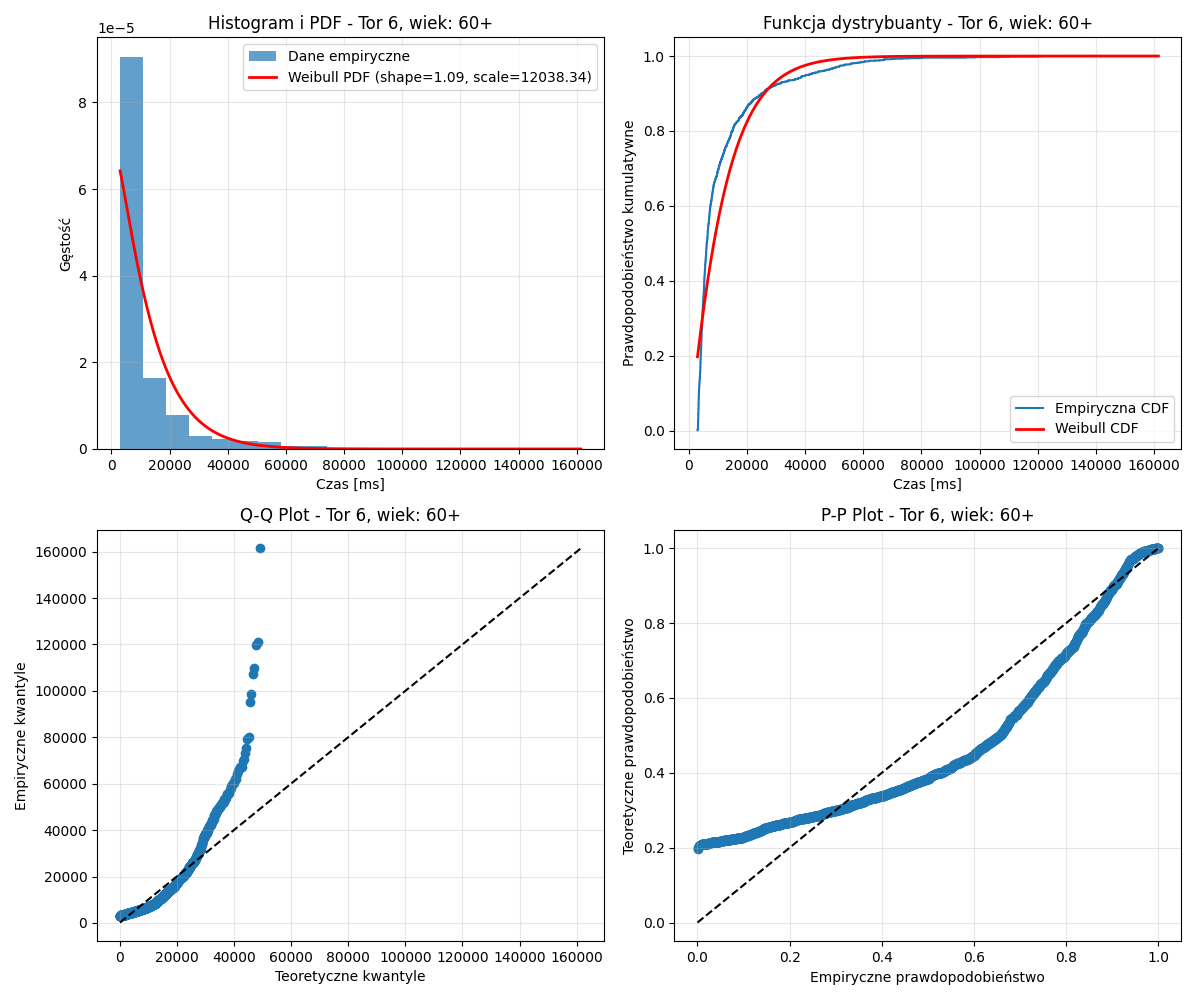 Histogram i PDF - Tor 6, wiek: 60+
1e−5
Dane empiryczne
Weibull PDF (shape=1.09, scale=12038.34)
8
6
4
2
0
Gęstość
0 20000 40000 60000 80000 100000 120000 140000 160000
Czas [ms]
Funkcja dystrybuanty - Tor 6, wiek: 60+
1.0
0.8
0.6
0.4
0.2
0.0
Prawdopodobieństwo kumulatywne
Empiryczna CDF
Weibull CDF
0 20000 40000 60000 80000 100000 120000 140000 160000
Czas [ms]
Q-Q Plot - Tor 6, wiek: 60+
160000
140000
120000
100000
80000
60000
40000
20000
0
Empiryczne kwantyle
0 20000 40000 60000 80000 100000 120000 140000 160000
Teoretyczne kwantyle
P-P Plot - Tor 6, wiek: 60+
1.0
0.8
0.6
0.4
0.2
0.0
Teoretyczne prawdopodobieństwo
0.0 0.2 0.4 0.6 0.8 1.0
Empiryczne prawdopodobieństwo